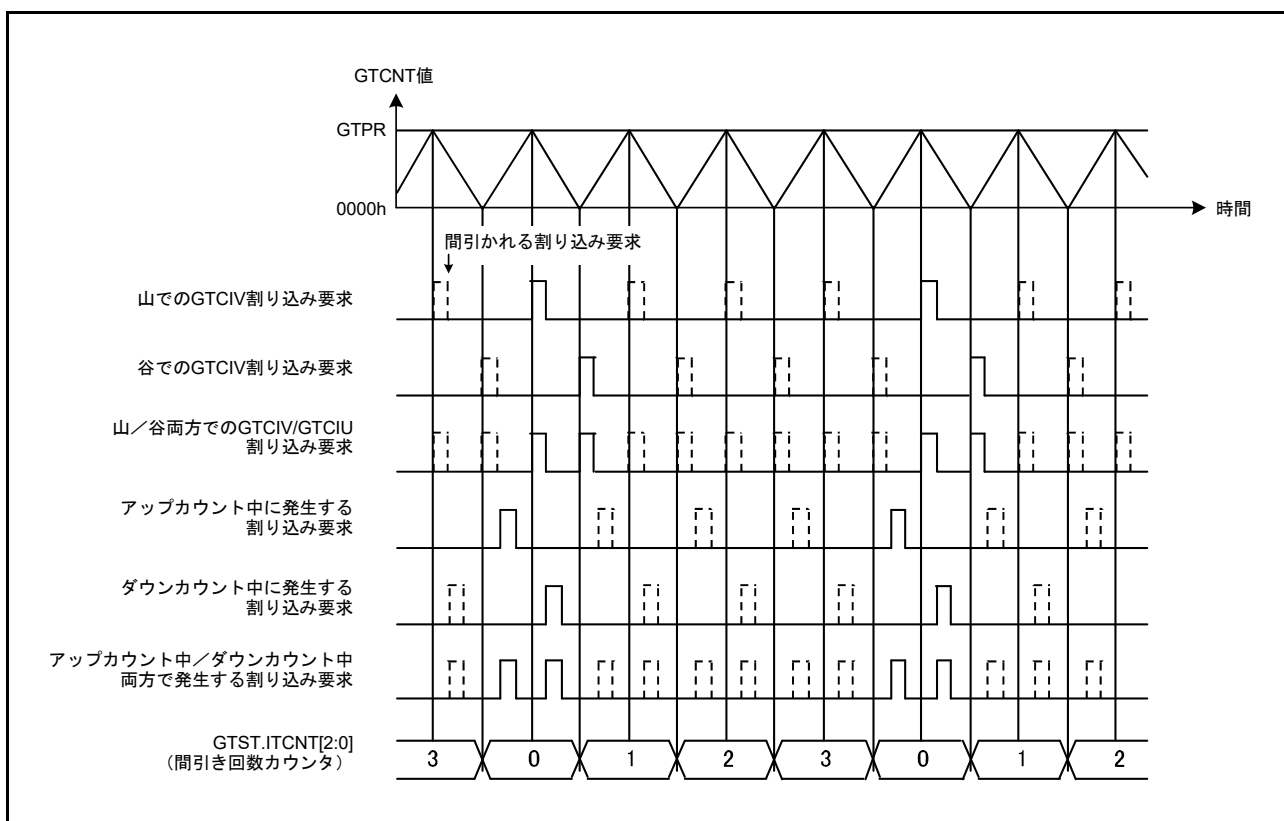 GTCNT値
GTPR
0000h
時間
間引かれる割り込み要求
山でのGTCIV割り込み要求
谷でのGTCIV割り込み要求
山/谷両方でのGTCIV/GTCIU
割り込み要求
アップカウント中に発生する
割り込み要求
ダウンカウント中に発生する
割り込み要求
アップカウント中/ダウンカウント中
両方で発生する割り込み要求
GTST.ITCNT[2:0]
(間引き回数カウンタ)
3 0 1 2 3 0 1 2